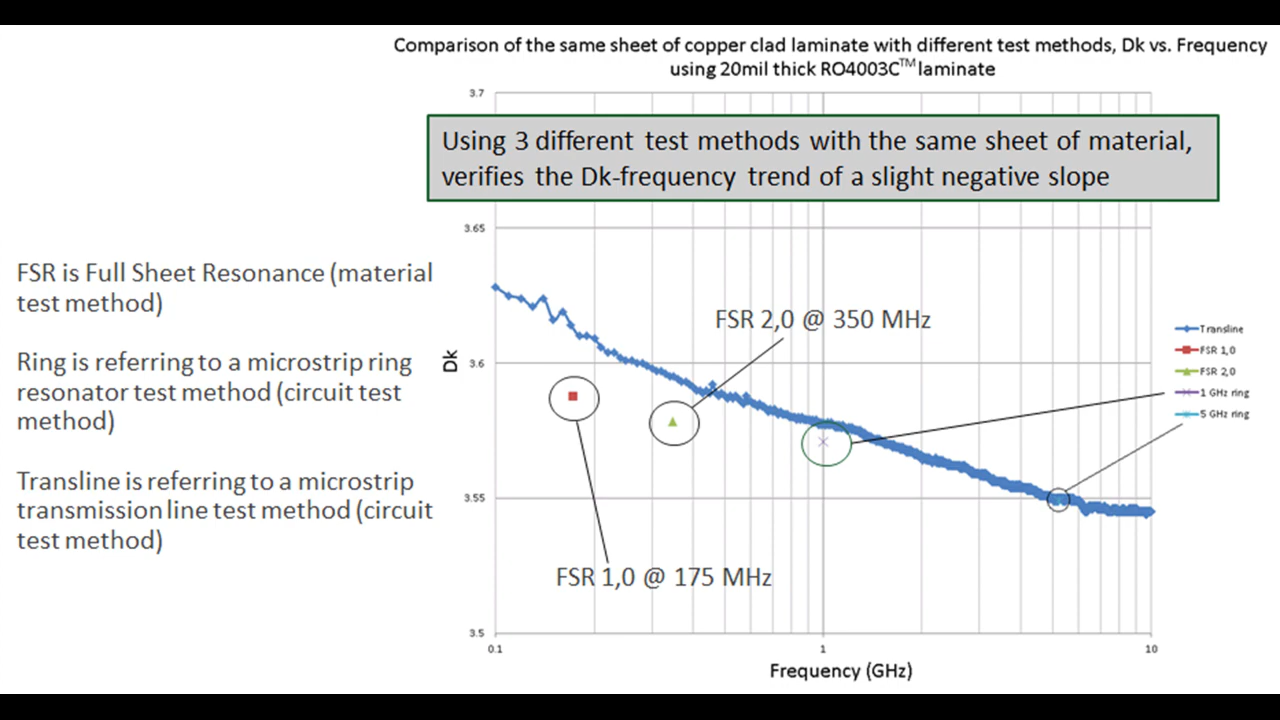 Comparison of the same sheet of copper clad laminate with different test methods, Dk vs. Frequency
using 20mil thick RO4003C™ laminate
3.7
Using 3 different test methods with the same sheet of material,
verifies the Dk-frequency trend of a slight negative slope
3.65
FSR is Full Sheet Resonance (material
test method)
Ring is referring to a microstrip ring
resonator test method (circuit test
method)
Transline is referring to a microstrip
transmission line test method (circuit
test method)
FSR 2,0 @ 350 MHz
Transline
FSR 1,0
FSR 2,0
1 GHz ring
5 GHz ring
Dk
3.6
3.55
FSR 1,0 @ 175 MHz
3.5
0.1
1
10
Frequency (GHz)